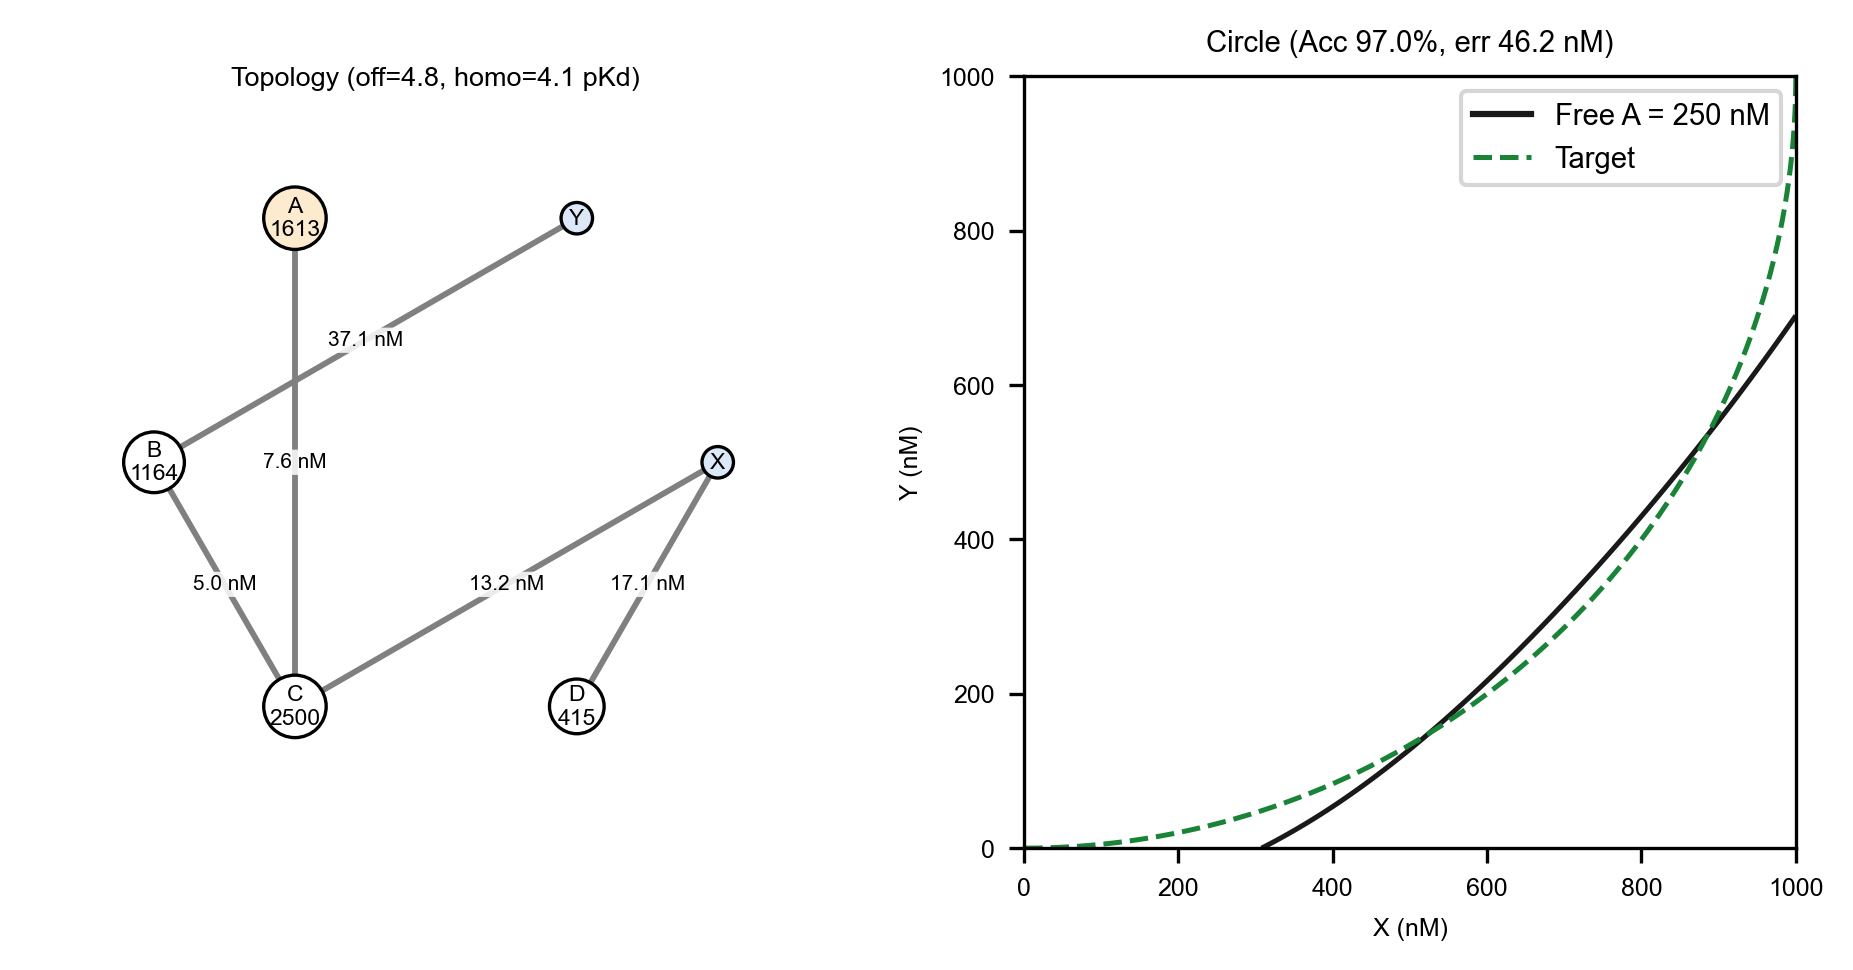 Topology (off=4.8, homo=4.1 pKd)
A
1613
Y
37.1 nM
B
1164
7.6 nM
X
5.0 nM
13.2 nM
17.1 nM
C
2500
D
415
Circle (Acc 97.0%, err 46.2 nM)
Free A = 250 nM
Target
1000
800
600
400
200
0
Y (nM)
0
200
400
600
800
1000
X (nM)